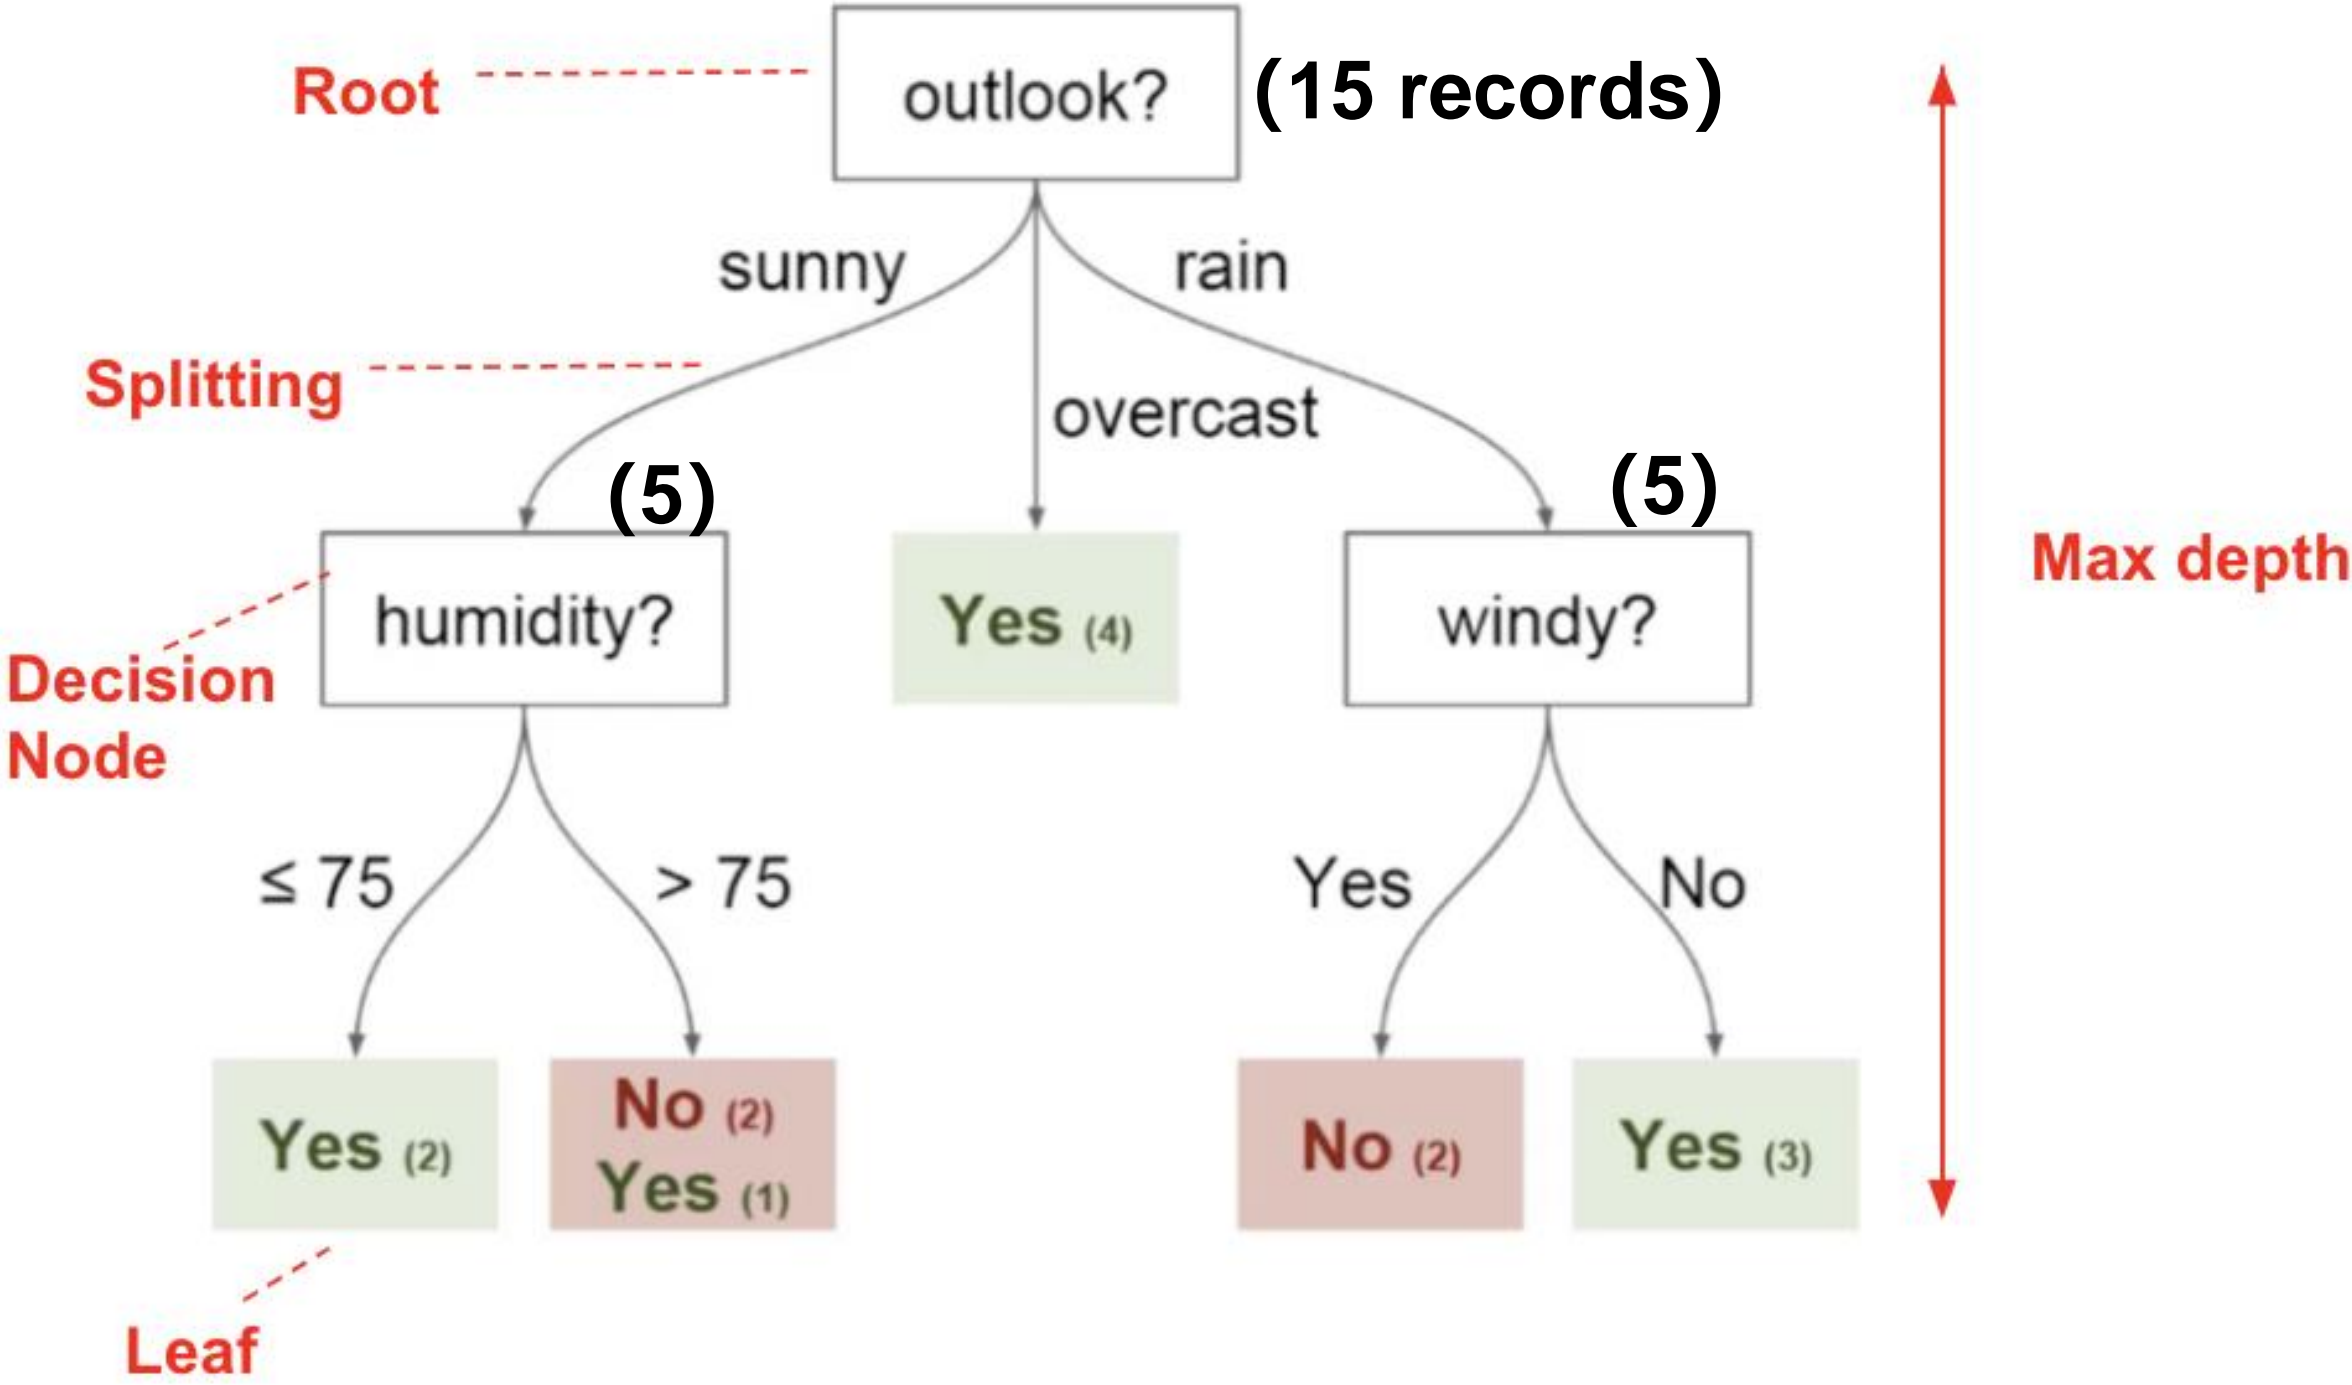 Root
outlook?
(15 records)
sunny
rain
Splitting
overcast
(5)
(5)
humidity?
Yes (4)
windy?
Max depth
Decision
Node
≤ 75
> 75
Yes
No
Yes (2)
No (2)
Yes (1)
No (2)
Yes (3)
Leaf